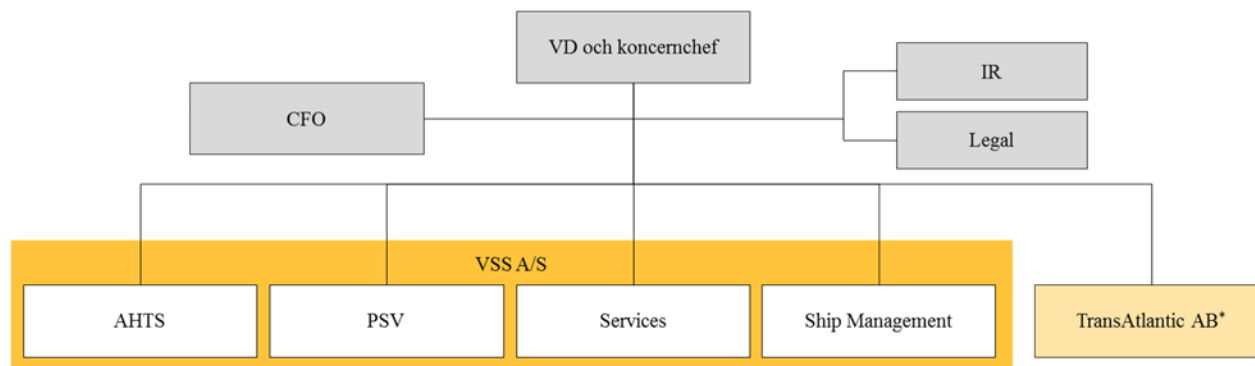 VD och koncernchef
IR
CFO
Legal
VSS A/S
AHTS
PSV
Services
Ship Management
TransAtlantic AB*